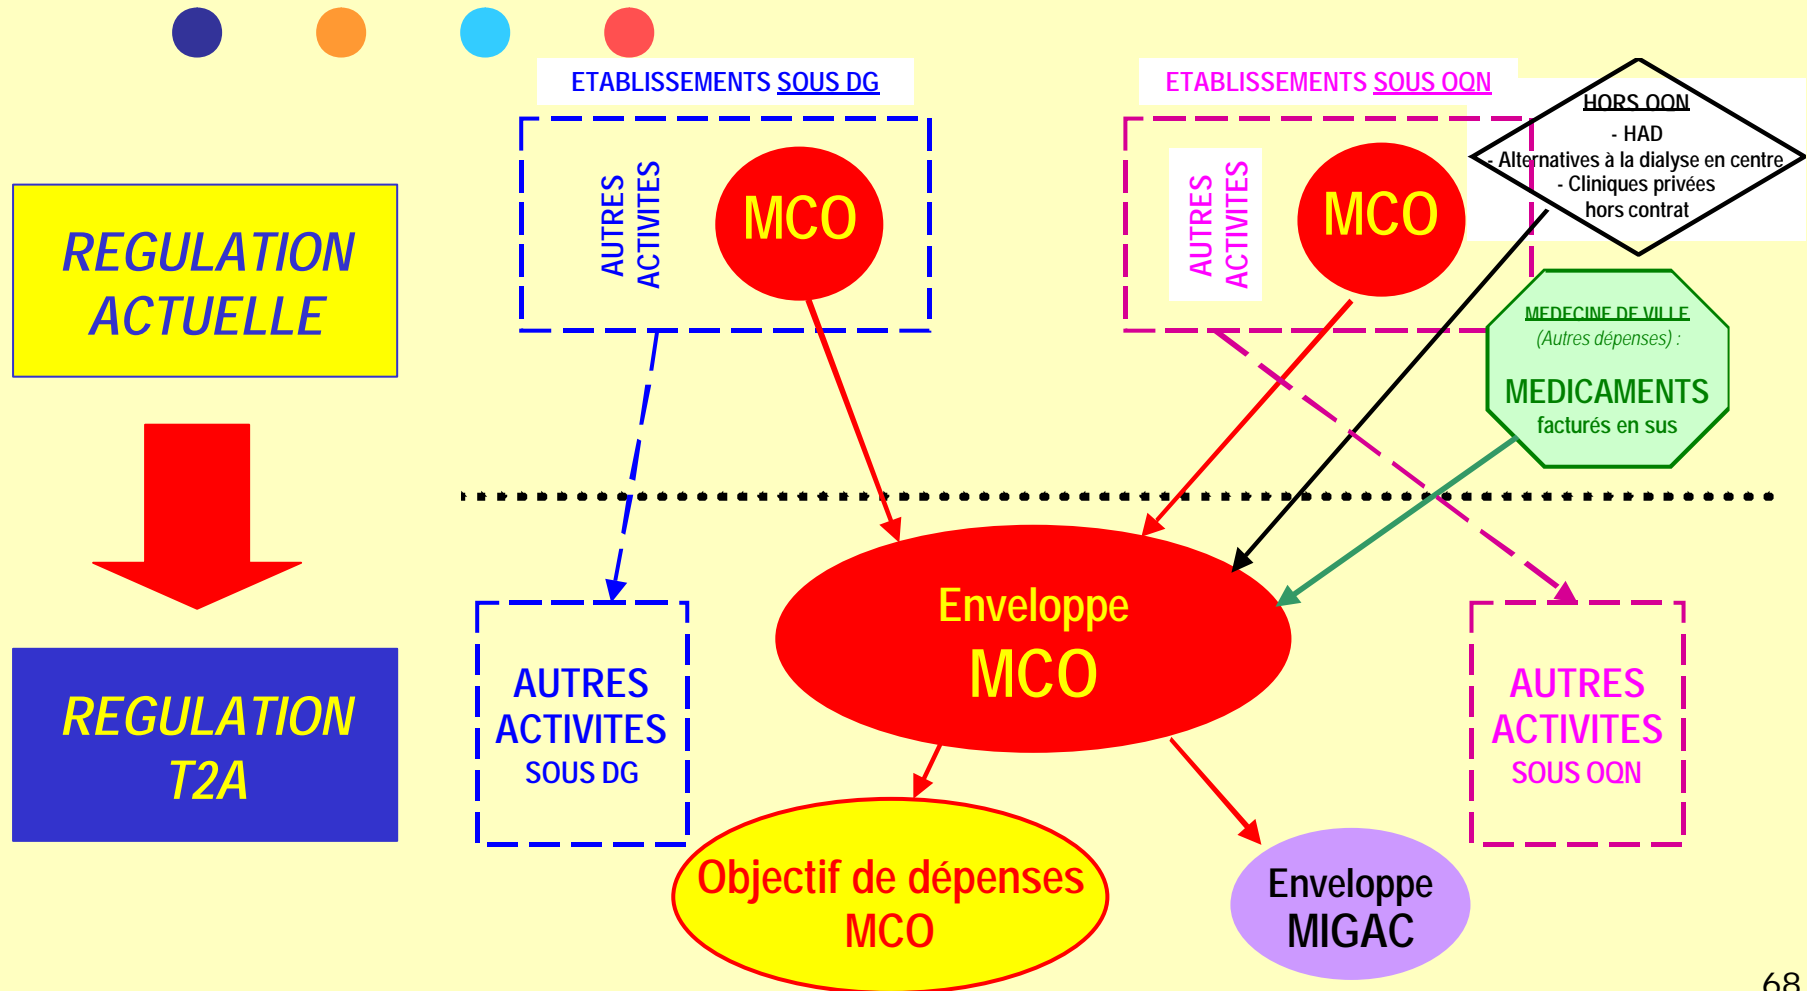 ETABLISSEMENTS SOUS DG
ETABLISSEMENTS SOUS OQN
HORS OQN
- HAD
- Alternatives à la dialyse en centre
- Cliniques privées
hors contrat
AUTRES
ACTIVITES
MCO
AUTRES
ACTIVITES
MCO
REGULATION
ACTUELLE
MEDECINE DE VILLE
(Autres dépenses) :
MEDICAMENTS
facturés en sus
Enveloppe
MCO
REGULATION
T2A
AUTRES
ACTIVITES
SOUS DG
AUTRES
ACTIVITES
SOUS OQN
Objectif de dépenses
MCO
Enveloppe
MIGAC
68